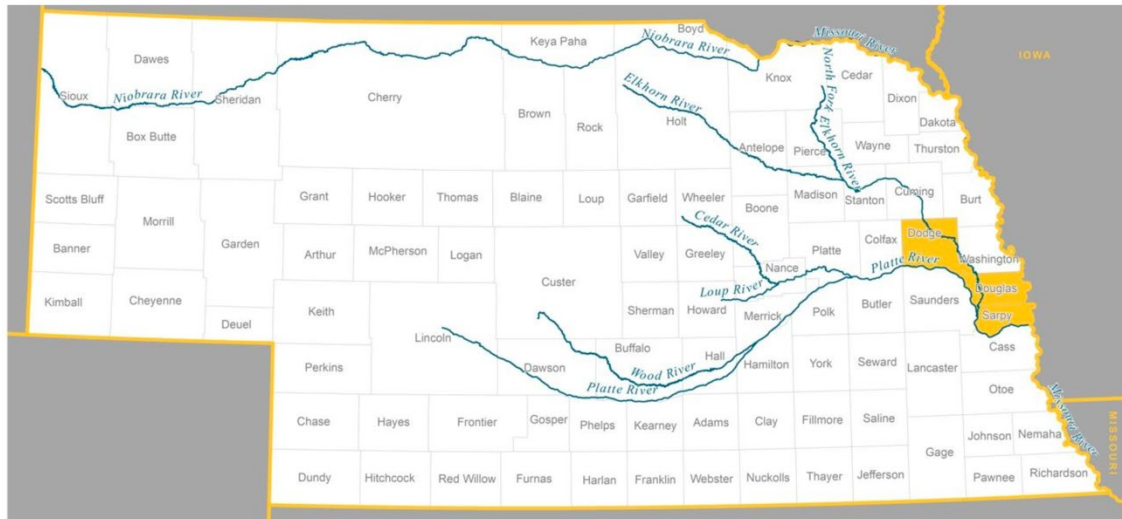 Boyd
Missouri River
Keya Paha
Niobrara River
IOWA
Dawes
Knox
Cedar
North Fork Elkhorn River
Sioux
Niobrara River
Sheridan
Cherry
Elkhorn River
Dixon
Brown
Rock
Holt
Dakota
Box Butte
Antelope
Pierce
Wayne
Thurston
Scotts Bluff
Grant
Hooker
Thomas
Blaine
Loup
Garfield
Wheeler
Madison
Stanton
Cuming
Burt
Morrill
Boone
Cedar River
Banner
Garden
Arthur
McPherson
Logan
Valley
Greeley
Platte
Colfax
Dodge
Nance
Platte River
Washington
Custer
Loup River
Kimball
Cheyenne
Keith
Sherman
Howard
Merrick
Polk
Butler
Saunders
Douglas
Sarpy
Deuel
Lincoln
Buffalo
Hall
Cass
Perkins
Dawson
Wood River
Hamilton
York
Seward
Lancaster
Platte River
Otoe
Missouri River
Chase
Hayes
Frontier
Gosper
Phelps
Kearney
Adams
Clay
Fillmore
Saline
MISSOURI
Johnson
Nemaha
Gage
Dundy
Hitchcock
Red Willow
Furnas
Harlan
Franklin
Webster
Nuckolls
Thayer
Jefferson
Pawnee
Richardson